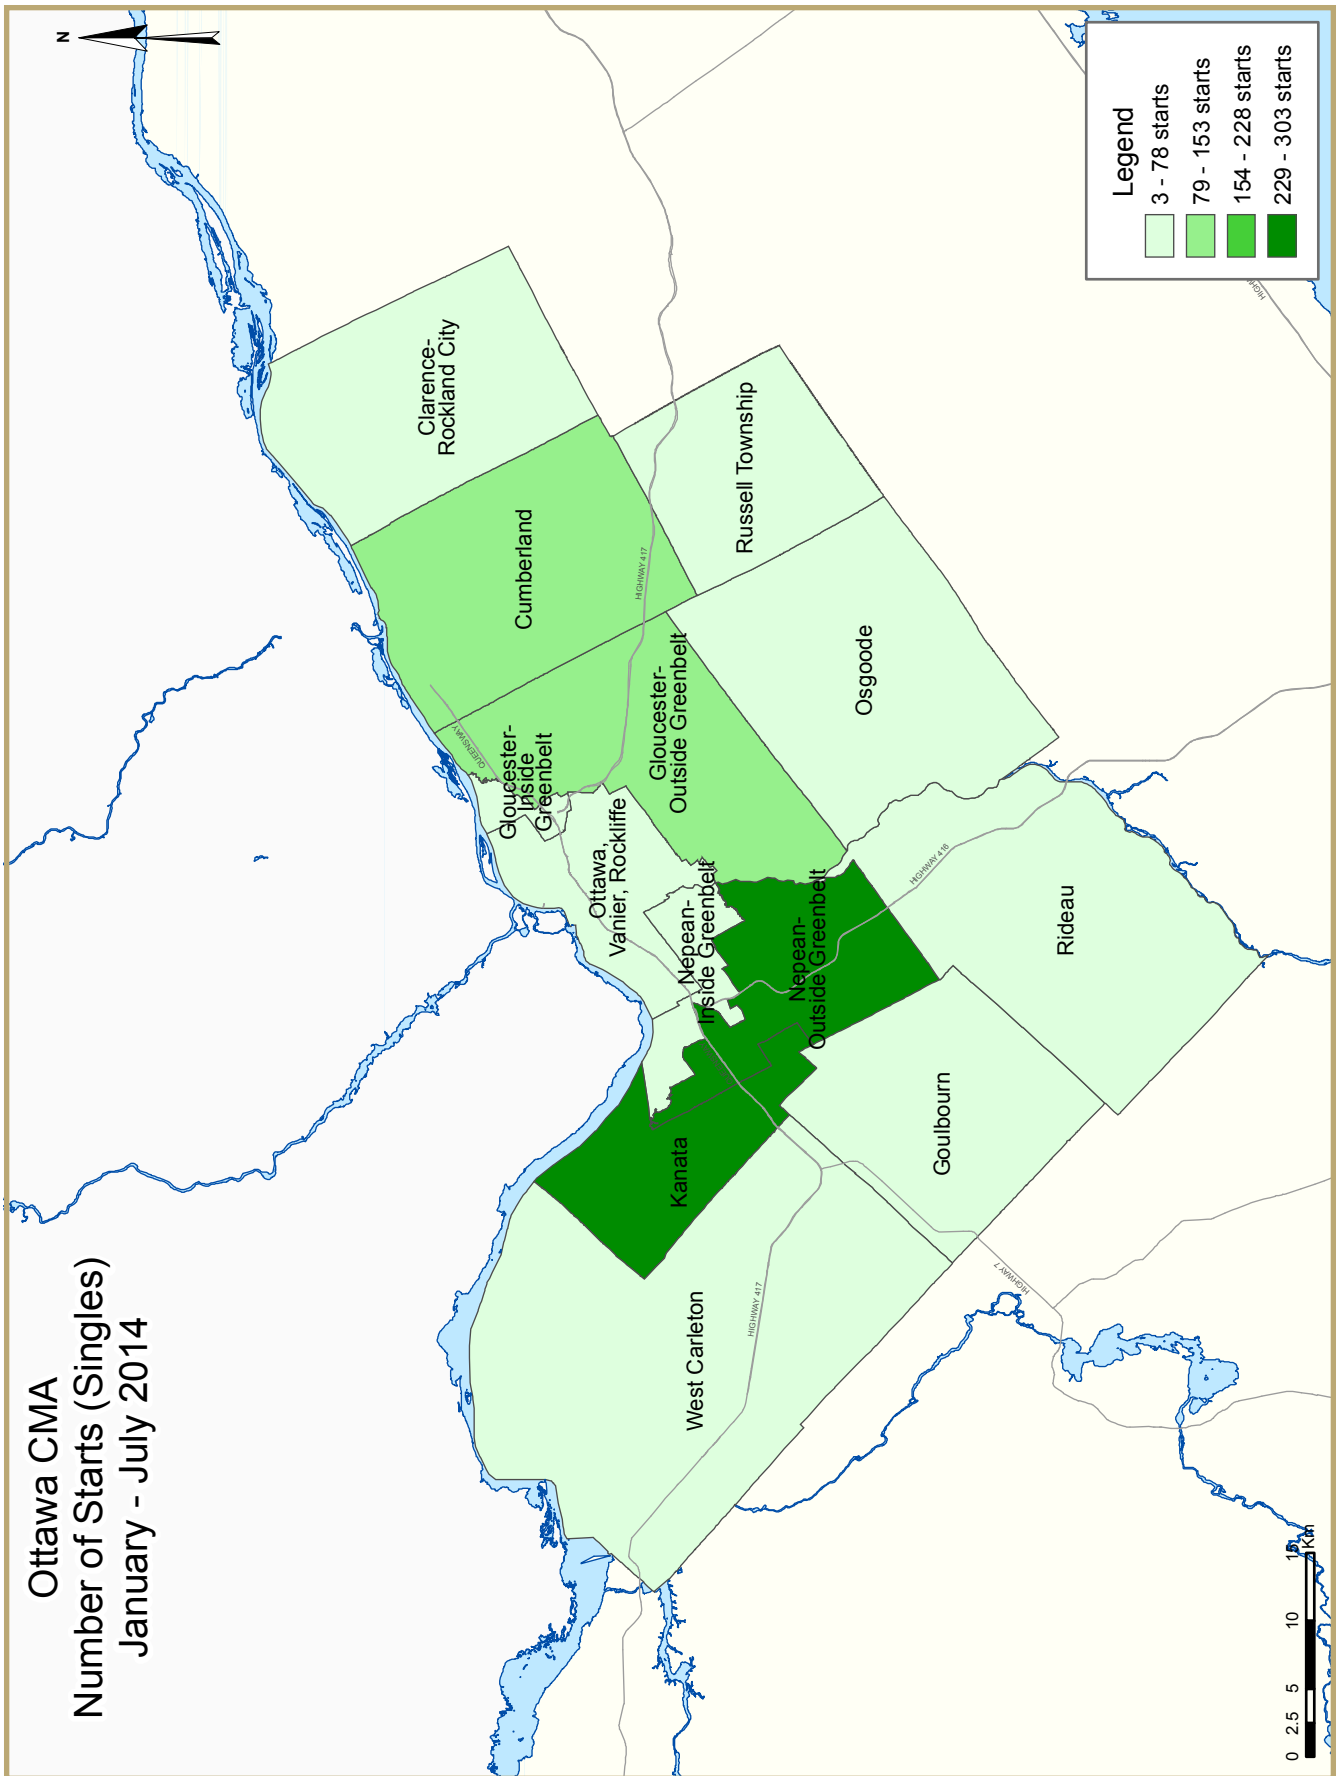 Ottawa CMA
Number of Starts (Singles)
January - July 2014
N
Clarence-
Rockland City
Cumberland
Russell Township
HIGHWAY 417
QUEENSWAY
Gloucester-
Inside
Greenbelt
Gloucester-
Outside Greenbelt
Osgoode
Ottawa,
Vanier, Rockliffe
Nepean-
Inside Greenbelt
Nepean-
Outside Greenbelt
HIGHWAY 416
Rideau
Kanata
Goulbourn
West Carleton
HIGHWAY 417
HIGHWAY 7
Legend
3 - 78 starts
79 - 153 starts
154 - 228 starts
229 - 303 starts
0 2.5 5 10 15
Km